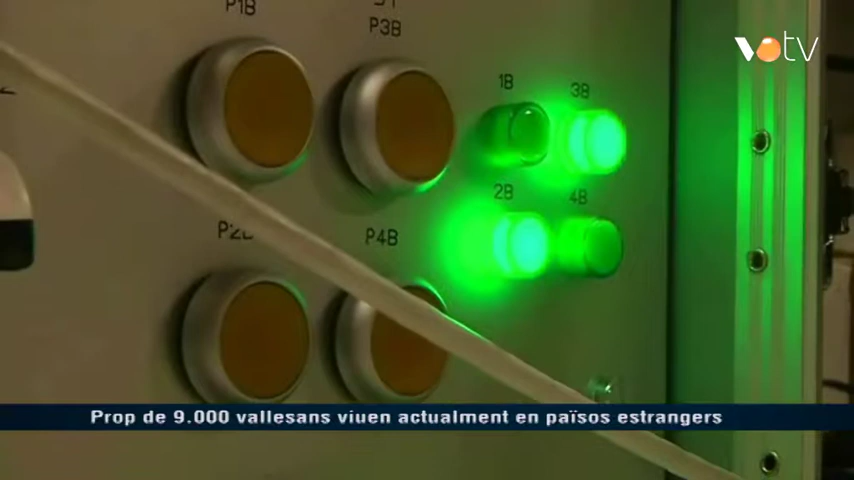 votv
P1B
P3B
1B
3B
2B
4B
P2B
P4B
Prop de 9.000 vallesans viuen actualment en països estrangers